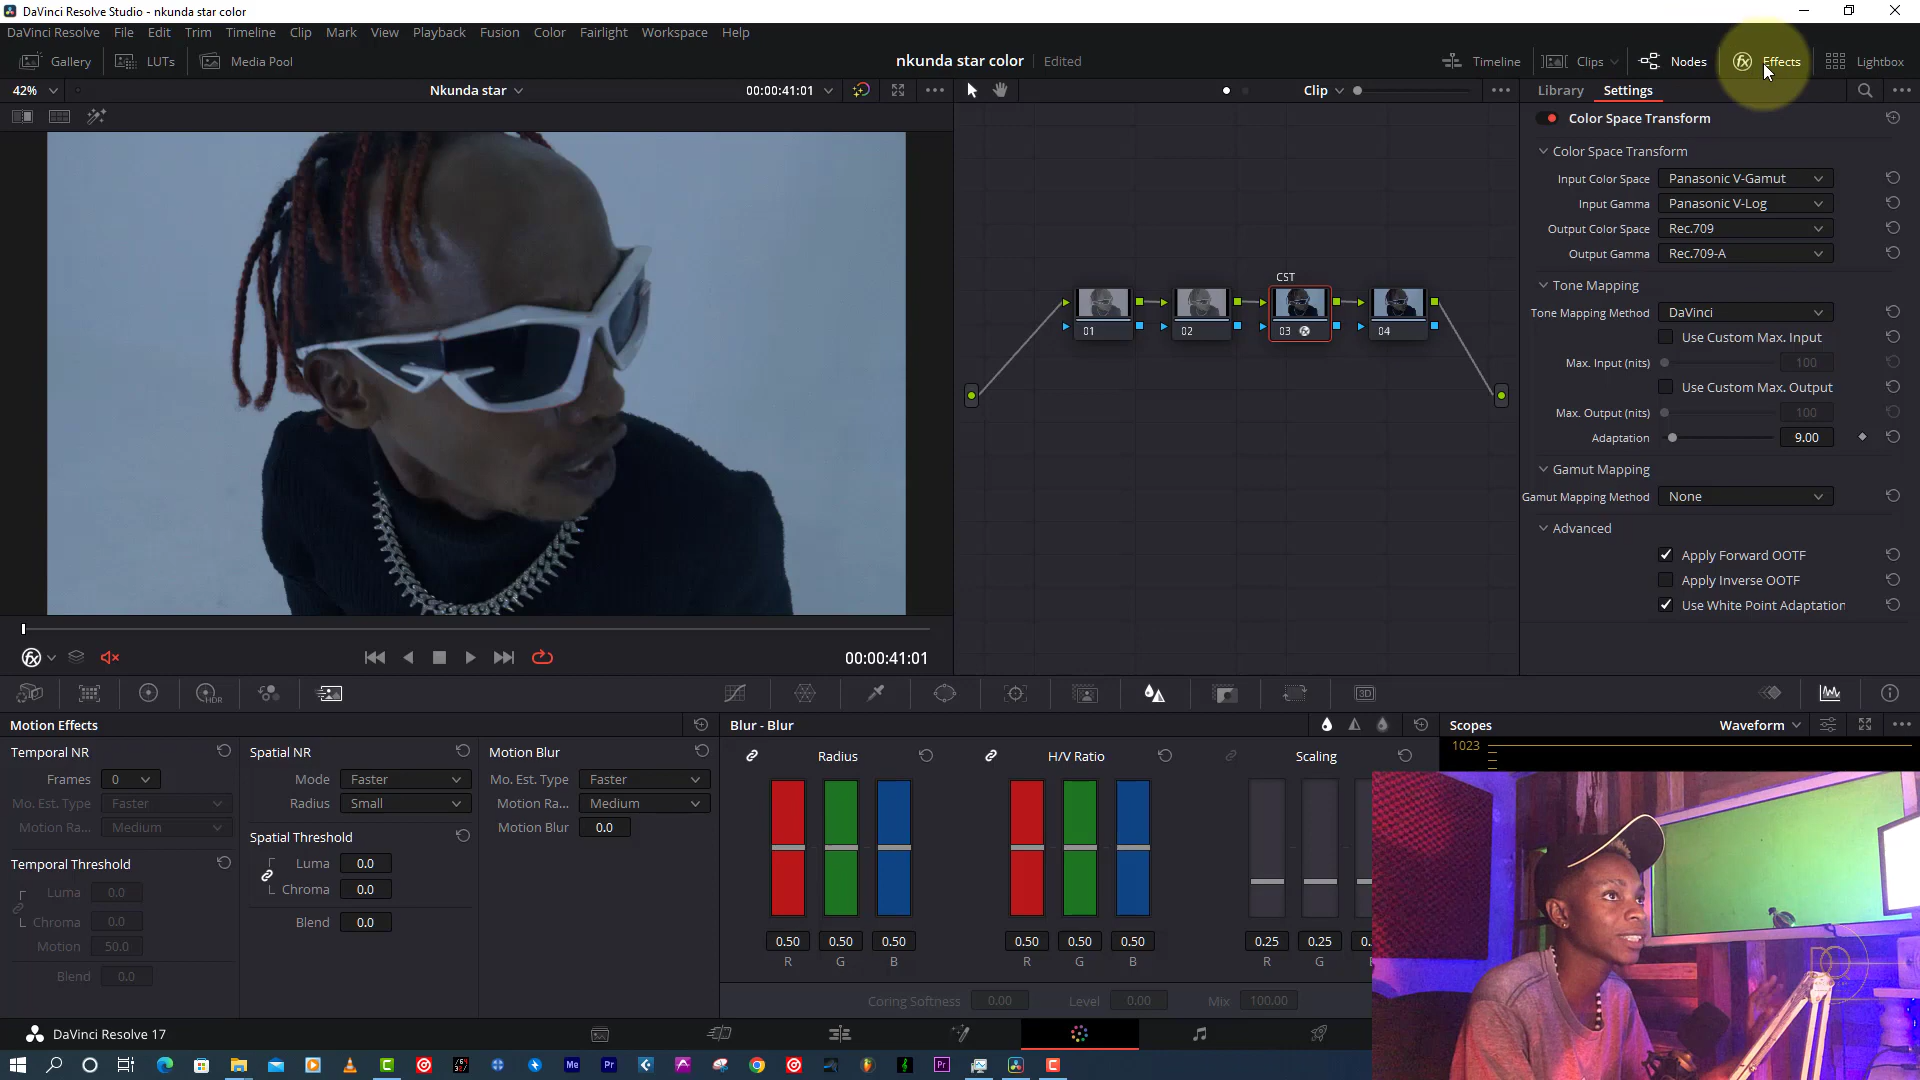 DaVinci Resolve Studio - nkunda star color
DaVinci Resolve File Edit Trim Timeline Clip Mark View Playback Fusion Color Fairlight Workspace Help
Gallery LUTs Media Pool nkunda star color Edited Timeline Clips Nodes Effects Lightbox
42% Nkunda star 00:00:41:01 Clip Library Settings
Color Space Transform
Color Space Transform
Input Color Space Panasonic V-Gamut
Input Gamma Panasonic V-Log
Output Color Space Rec.709
Output Gamma Rec.709-A
Tone Mapping
Tone Mapping Method DaVinci
Use Custom Max. Input
Max. Input (nits) 100
Use Custom Max. Output
Max. Output (nits) 100
Adaptation 9.00
Gamut Mapping
Gamut Mapping Method None
Advanced
Apply Forward OOTF
Apply Inverse OOTF
Use White Point Adaptation
CST
01 02 03 04
00:00:41:01
HDR 3D
Motion Effects
Temporal NR
Frames 0
Mo. Est. Type Faster
Motion Ra... Medium
Temporal Threshold
Luma 0.0
Chroma 0.0
Motion 50.0
Blend 0.0
Spatial NR
Mode Faster
Radius Small
Spatial Threshold
Luma 0.0
Chroma 0.0
Blend 0.0
Motion Blur
Mo. Est. Type Faster
Motion Ra... Medium
Motion Blur 0.0
Blur - Blur
Radius H/V Ratio Scaling
0.50 0.50 0.50 0.50 0.50 0.50 0.25 0.25
R G B R G B R G
Coring Softness 0.00 Level 0.00 Mix 100.00
Scopes Waveform
1023
DaVinci Resolve 17
Me Pr Pr